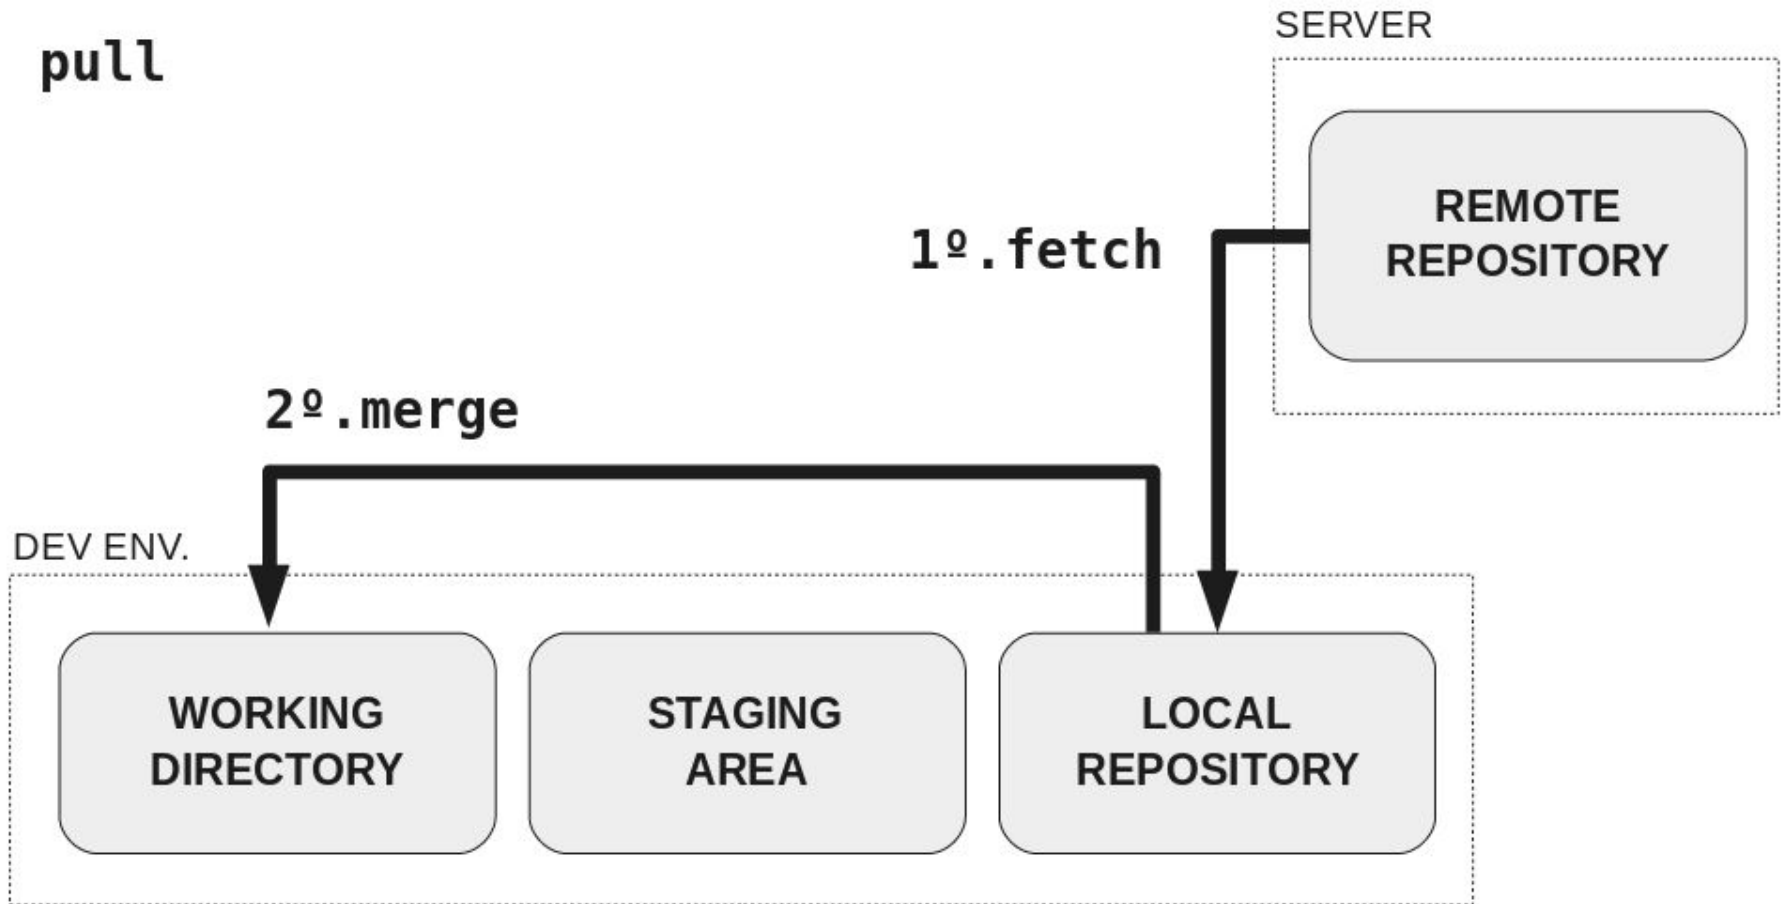 pull
SERVER
REMOTE
REPOSITORY
1º.fetch
2º.merge
DEV ENV.
WORKING
DIRECTORY
STAGING
AREA
LOCAL
REPOSITORY